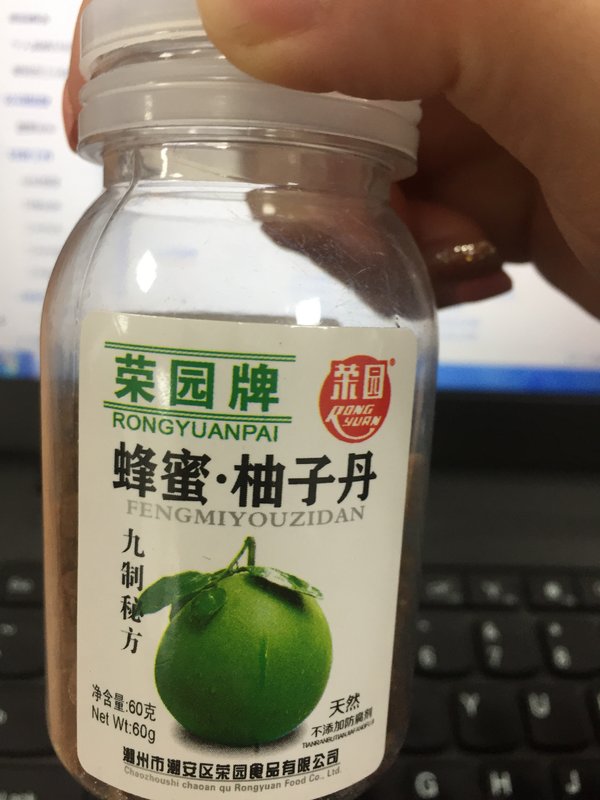 荣园牌
RONGYUANPAI
荣园®
RONG
YUAN
蜂蜜·柚子丹
FENGMIYOUZIDAN
九制秘方
净含量:60克
Net Wt:60g
天然
不添加防腐剂
潮州市潮安区荣园食品有限公司
Chaozhoushi chaoan qu Rongyuan Food Co., Ltd.
6
7
Y
U
G
H
J